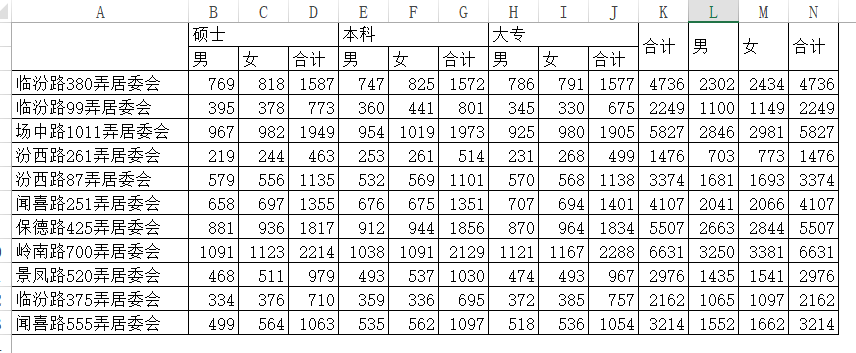 A B C D E F G H I J K L M N
硕士 本科 大专 合计 男 女 合计
男 女 合计 男 女 合计 男 女 合计
临汾路380弄居委会 769 818 1587 747 825 1572 786 791 1577 4736 2302 2434 4736
临汾路99弄居委会 395 378 773 360 441 801 345 330 675 2249 1100 1149 2249
场中路1011弄居委会 967 982 1949 954 1019 1973 925 980 1905 5827 2846 2981 5827
汾西路261弄居委会 219 244 463 253 261 514 231 268 499 1476 703 773 1476
汾西路87弄居委会 579 556 1135 532 569 1101 570 568 1138 3374 1681 1693 3374
闻喜路251弄居委会 658 697 1355 676 675 1351 707 694 1401 4107 2041 2066 4107
保德路425弄居委会 881 936 1817 912 944 1856 870 964 1834 5507 2663 2844 5507
岭南路700弄居委会 1091 1123 2214 1038 1091 2129 1121 1167 2288 6631 3250 3381 6631
景凤路520弄居委会 468 511 979 493 537 1030 474 493 967 2976 1435 1541 2976
临汾路375弄居委会 334 376 710 359 336 695 372 385 757 2162 1065 1097 2162
闻喜路555弄居委会 499 564 1063 535 562 1097 518 536 1054 3214 1552 1662 3214